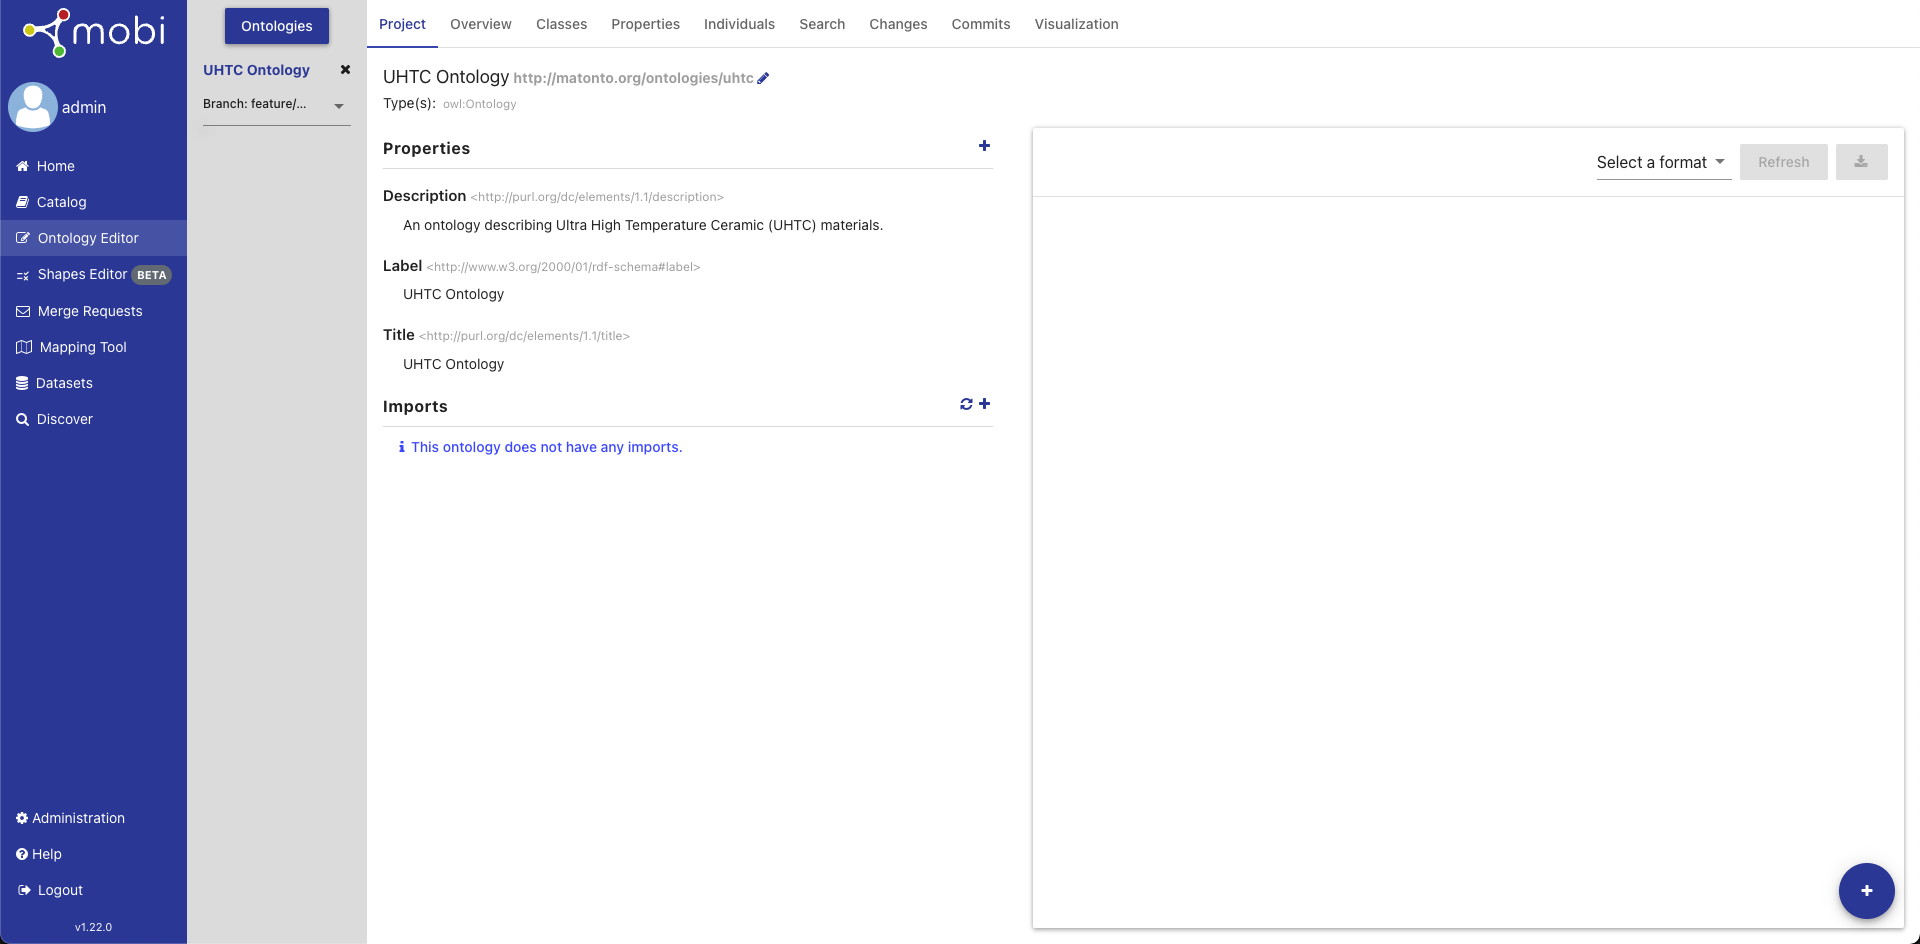 mobi
admin
Home
Catalog
Ontology Editor
Shapes Editor BETA
Merge Requests
Mapping Tool
Datasets
Discover
Administration
Help
Logout
v1.22.0
Ontologies
UHTC Ontology
Branch: feature/...
Project Overview Classes Properties Individuals Search Changes Commits Visualization
UHTC Ontology http://matonto.org/ontologies/uhtc
Type(s): owl:Ontology
Properties
Description <http://purl.org/dc/elements/1.1/description>
An ontology describing Ultra High Temperature Ceramic (UHTC) materials.
Label <http://www.w3.org/2000/01/rdf-schema#label>
UHTC Ontology
Title <http://purl.org/dc/elements/1.1/title>
UHTC Ontology
Imports
This ontology does not have any imports.
Select a format Refresh